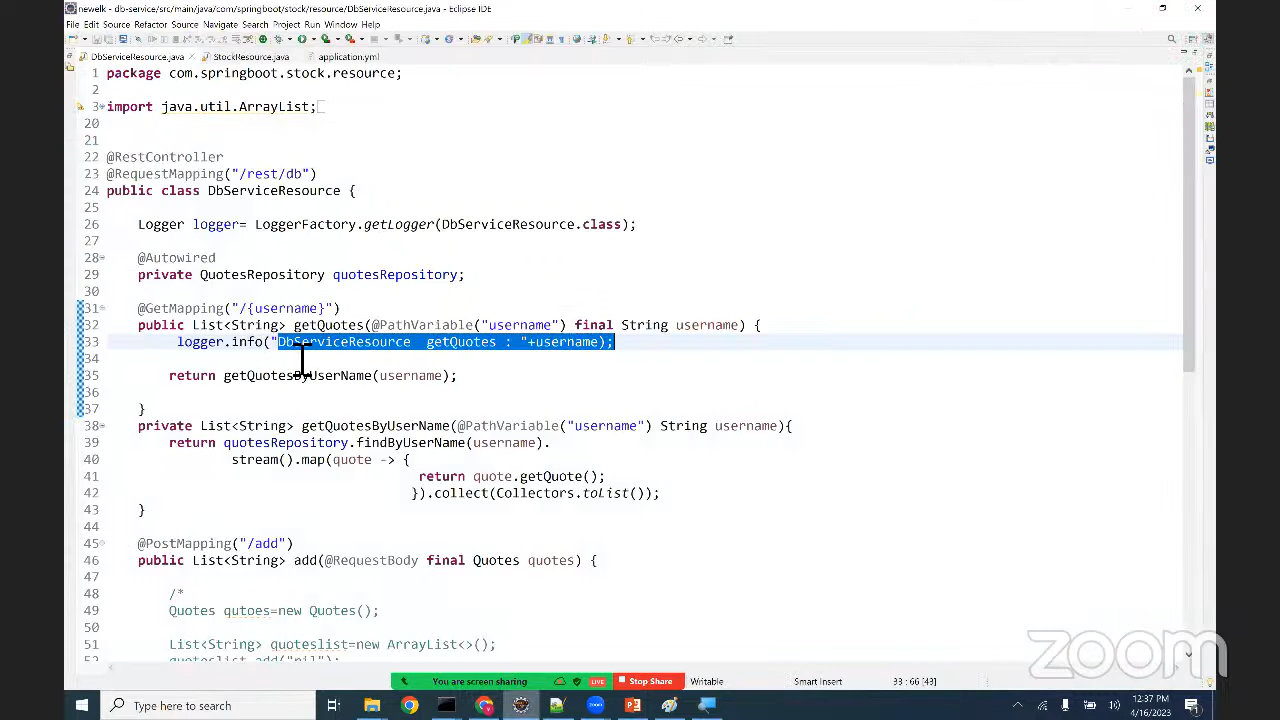 newelk - db-service/src/main/java/com/springboot/stock/resource/DbServiceResource.java - Eclipse IDE
File Edit Source Refactor Source Navigate Search Project Run Window Help
DbServiceResource.java StockResource.java application.yml
1 package com.springboot.stock.resource;
2
3 import java.util.ArrayList;
20
21
22 @RestController
23 @RequestMapping("/rest/db")
24 public class DbServiceResource {
25
26 Logger logger= LoggerFactory.getLogger(DbServiceResource.class);
27
28 @Autowired
29 private QuotesRepository quotesRepository;
30
31 @GetMapping("/{username}")
32 public List<String> getQuotes(@PathVariable("username") final String username) {
33 logger.info("DbServiceResource getQuotes : "+username);
34
35 return getQuotesByUserName(username);
36
37 }
38 private List<String> getQuotesByUserName(@PathVariable("username") String username){
39 return quotesRepository.findByUserName(username).
40 stream().map(quote -> {
41 return quote.getQuote();
42 }).collect(Collectors.toList());
43 }
44
45 @PostMapping("/add")
46 public List<String> add(@RequestBody final Quotes quotes) {
47
48 /*
49 Quotes qutoes=new Quotes();
50
51 List<String> quoteslist=new ArrayList<>();
52 quoteslist.add("nil");
zoom
You are screen sharing LIVE Stop Share Writable Smart Insert 33 : 66 [43]
Type here to search
12:37 PM
4/16/2023